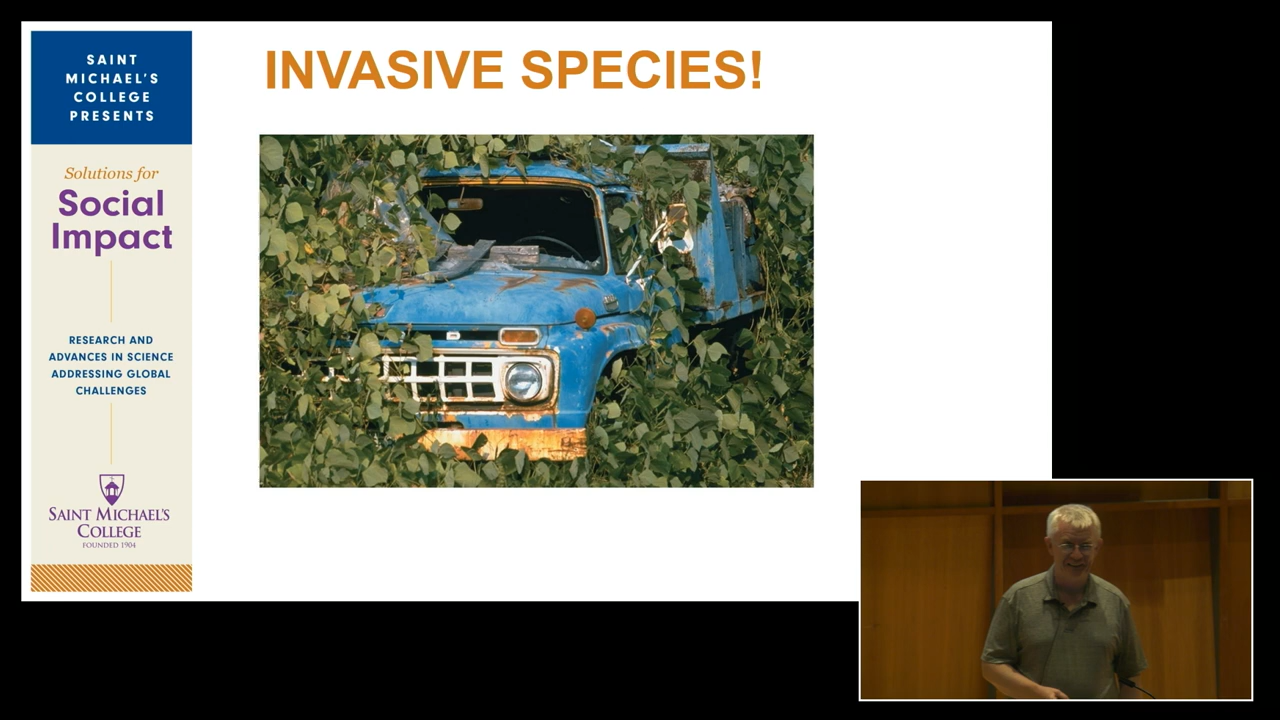 SAINT
MICHAEL'S
COLLEGE
PRESENTS
Solutions for
Social
Impact
RESEARCH AND
ADVANCES IN SCIENCE
ADDRESSING GLOBAL
CHALLENGES
SAINT MICHAEL'S
COLLEGE
FOUNDED 1904
INVASIVE SPECIES!